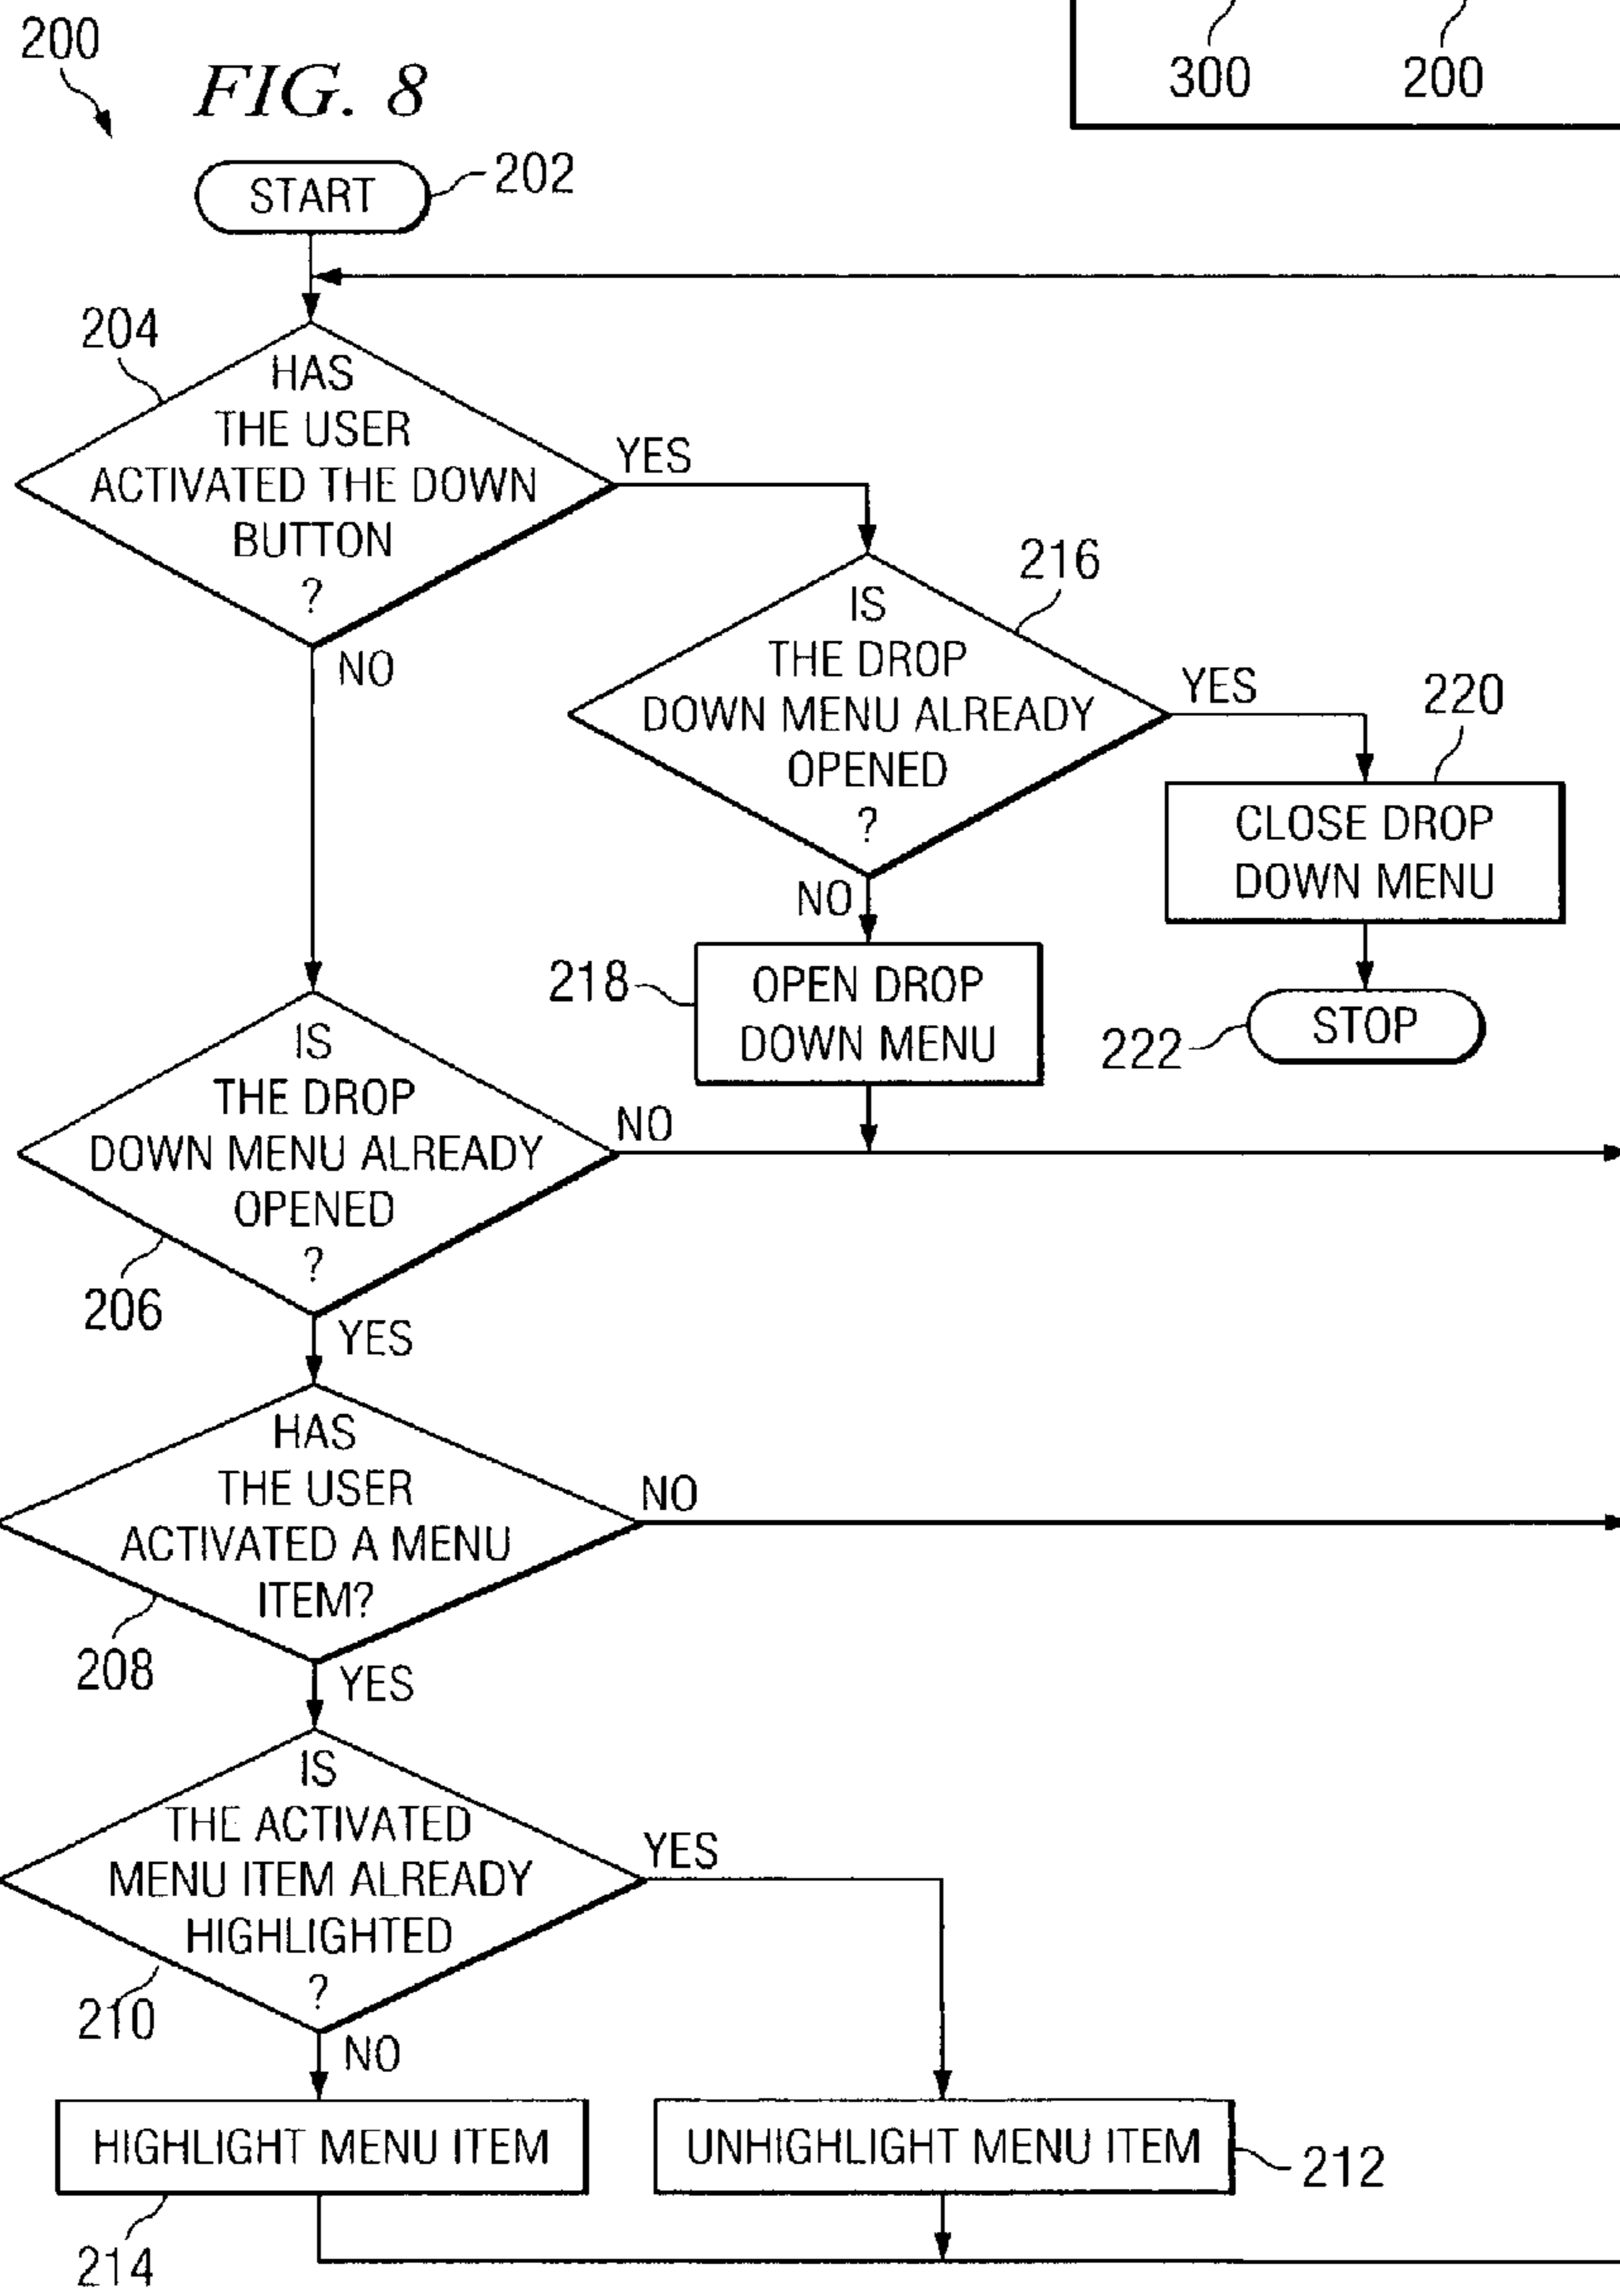 300
200
200
FIG. 8
START
202
204
HAS
THE USER
ACTIVATED THE DOWN
BUTTON
?
YES
NO
216
IS
THE DROP
DOWN MENU ALREADY
OPENED
?
YES
NO
220
CLOSE DROP
DOWN MENU
218
OPEN DROP
DOWN MENU
222
STOP
IS
THE DROP
DOWN MENU ALREADY
OPENED
?
NO
206
YES
HAS
THE USER
ACTIVATED A MENU
ITEM?
NO
208
YES
IS
THE ACTIVATED
MENU ITEM ALREADY
HIGHLIGHTED
?
YES
210
NO
HIGHLIGHT MENU ITEM
UNHIGHLIGHT MENU ITEM
212
214